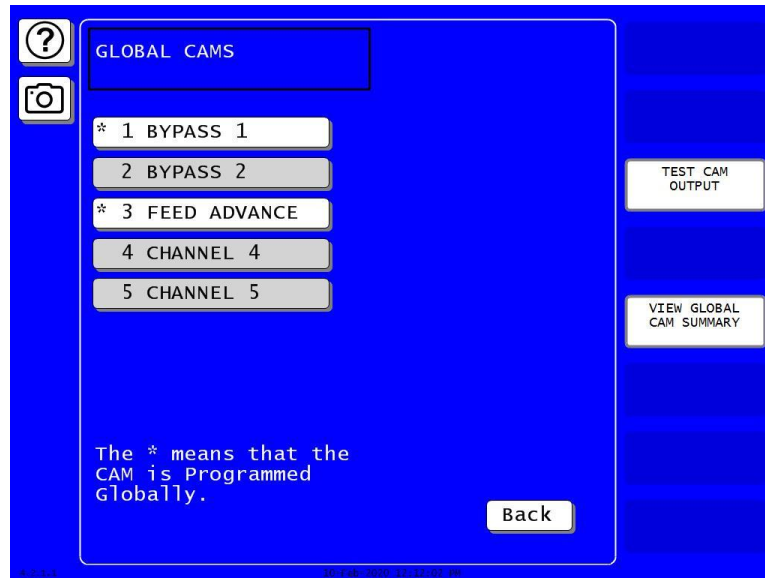 ?
GLOBAL CAMS
* 1 BYPASS 1
2 BYPASS 2
* 3 FEED ADVANCE
4 CHANNEL 4
5 CHANNEL 5
TEST CAM
OUTPUT
VIEW GLOBAL
CAM SUMMARY
The * means that the
CAM is Programmed
Globally.
Back